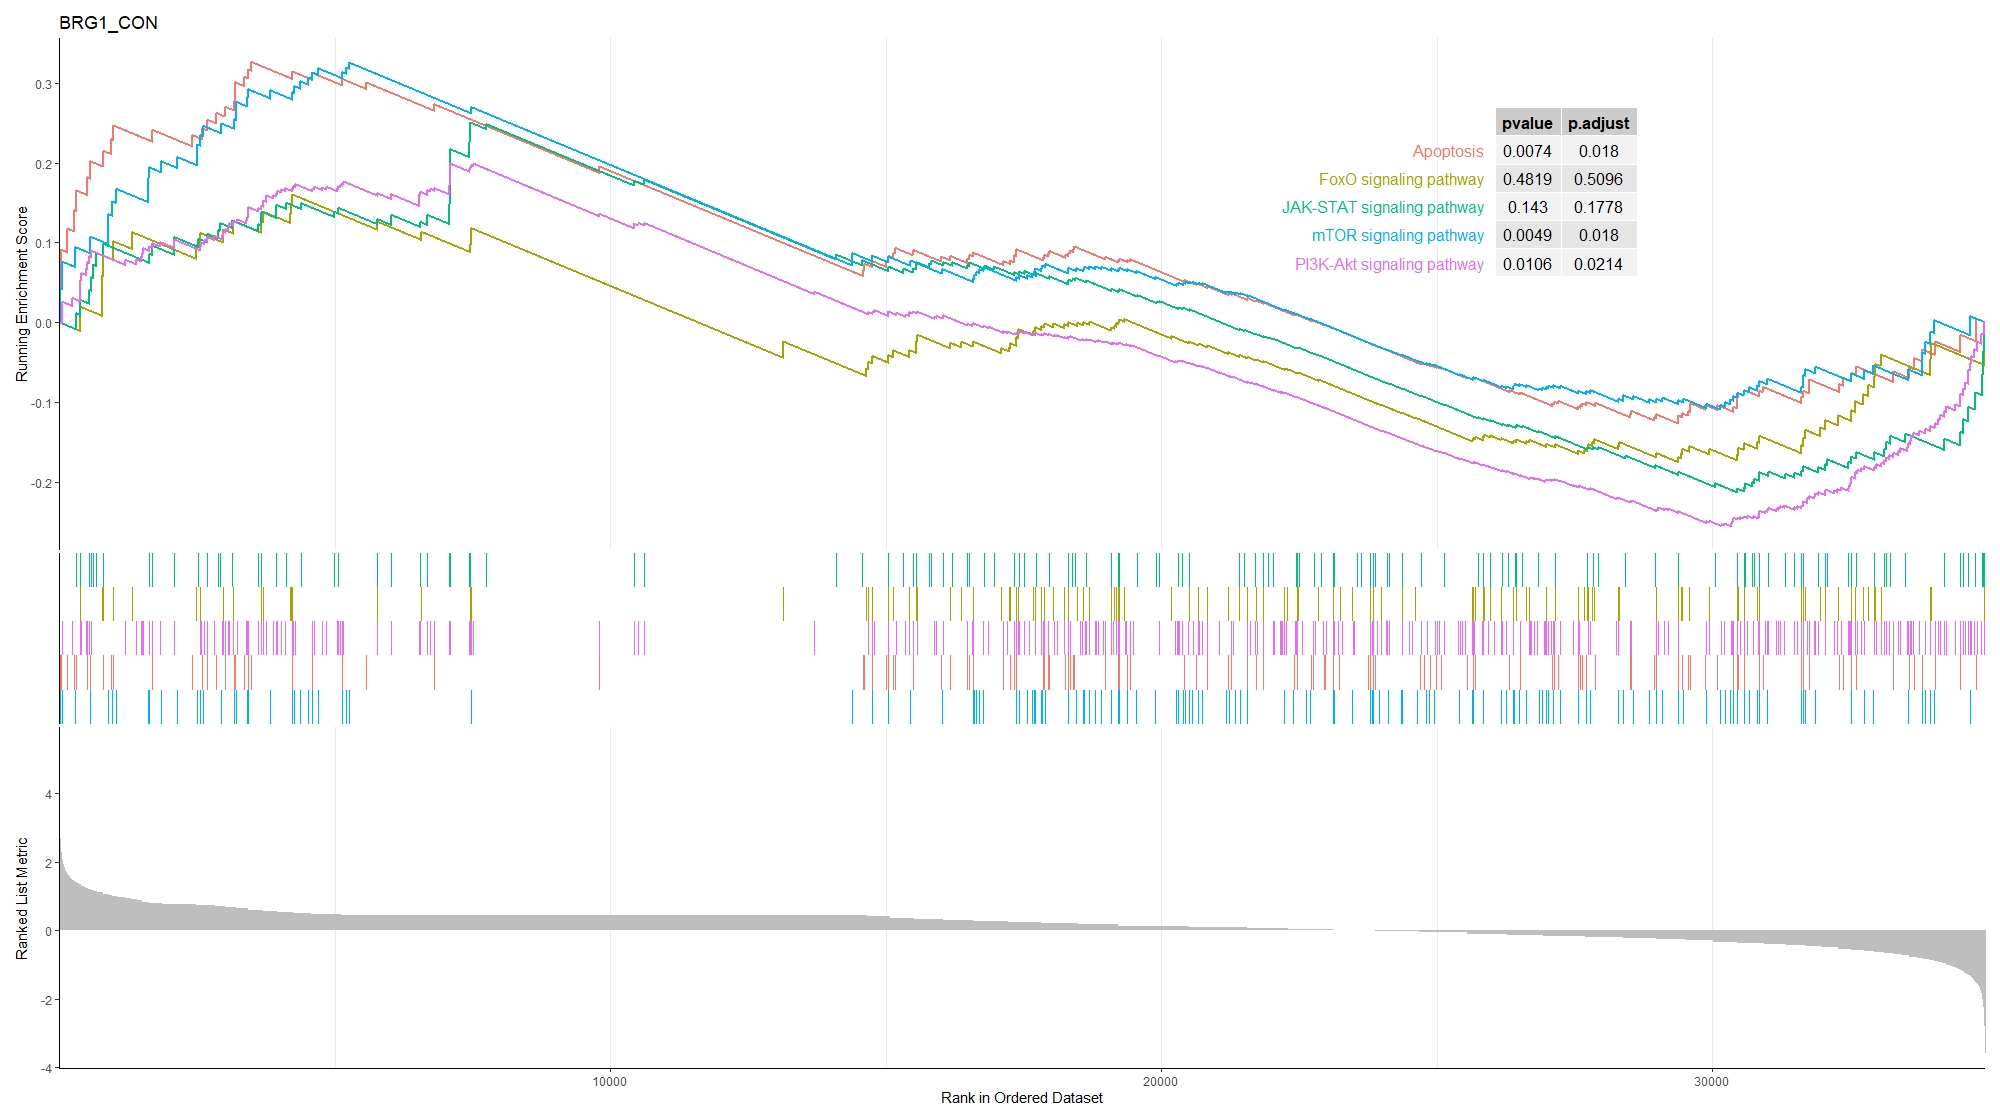 BRG1_CON
Running Enrichment Score
0.3
0.2
0.1
0.0
-0.1
-0.2
pvalue p.adjust
Apoptosis 0.0074 0.018
FoxO signaling pathway 0.4819 0.5096
JAK-STAT signaling pathway 0.143 0.1778
mTOR signaling pathway 0.0049 0.018
PI3K-Akt signaling pathway 0.0106 0.0214
Ranked List Metric
4
2
0
-2
-4
10000 20000 30000
Rank in Ordered Dataset